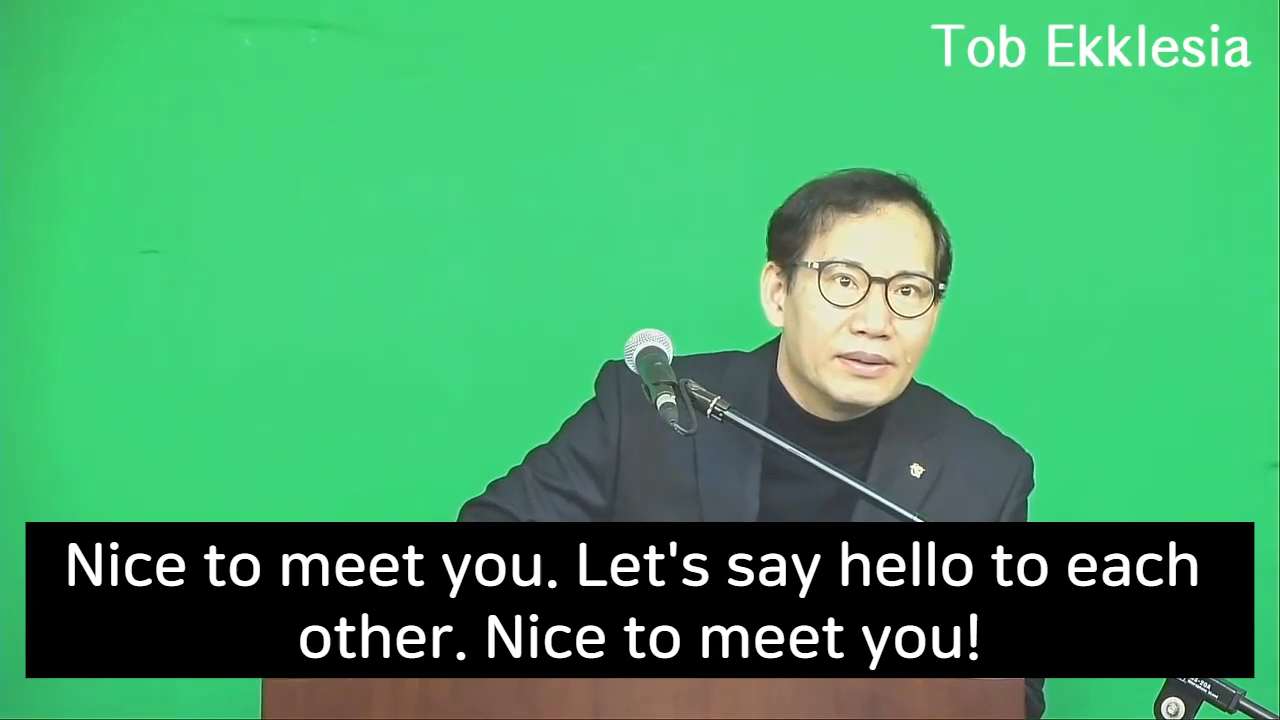 Tob Ekklesia
Nice to meet you. Let's say hello to each
other. Nice to meet you!